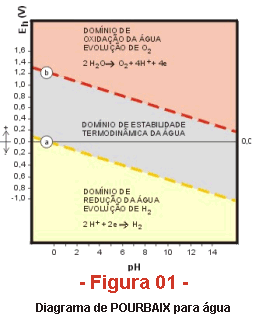 Eh (V)
DOMÍNIO DE
OXIDAÇÃO DA ÁGUA
EVOLUÇÃO DE O2
2 H2O→ O2 +4H+ + 4e
1,6
1,4
b
1,2
1,0
0,8
0,6
DOMÍNIO DE ESTABILIDADE
TERMODINÂMICA DA ÁGUA
0,4
0,2
+
0,0
a
0,0
-
0,2
0,4
0,6
0,8
-1,0
DOMÍNIO DE
REDUÇÃO DA ÁGUA
EVOLUÇÃO DE H2
2 H+ +2e→ H2
0 2 4 6 8 10 12 14
pH
- Figura 01 -
Diagrama de POURBAIX para água